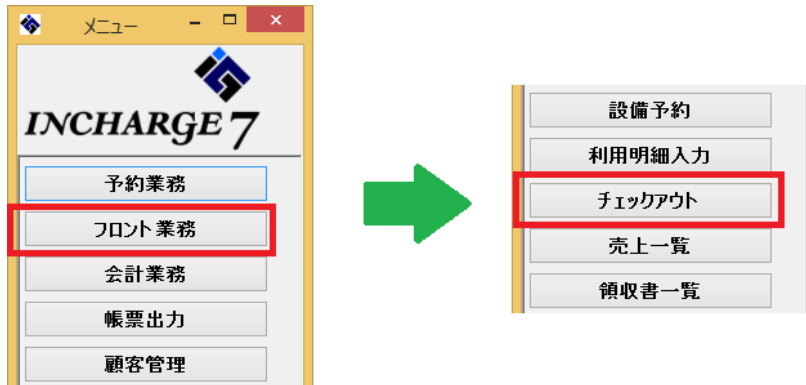 メニュー
INCHARGE 7
予約業務
フロント業務
会計業務
帳票出力
顧客管理
設備予約
利用明細入力
チェックアウト
売上一覧
領収書一覧